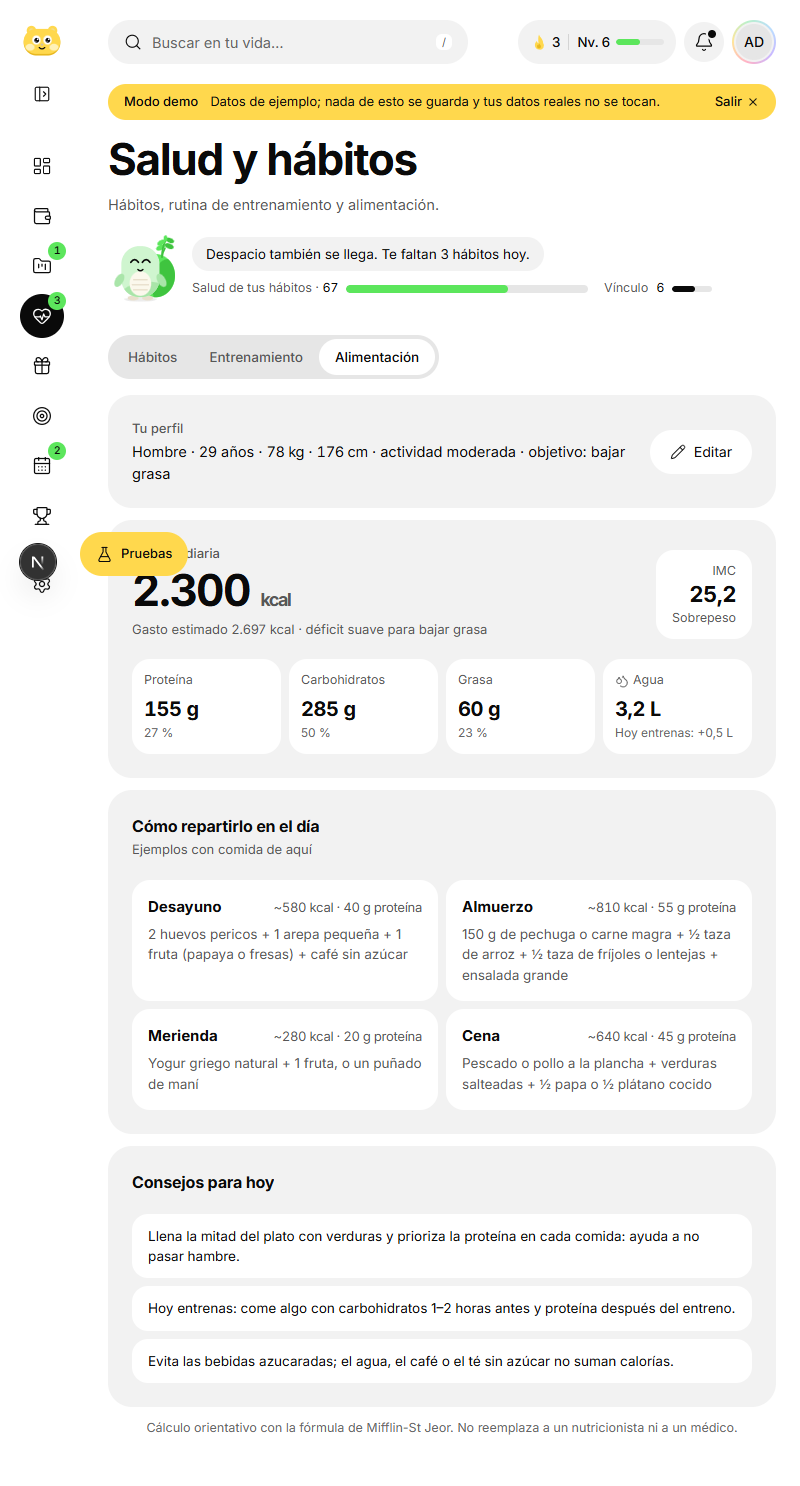 Buscar en tu vida…
/
3
Nv. 6
AD
Modo demo Datos de ejemplo; nada de esto se guarda y tus datos reales no se tocan.
Salir ×
Salud y hábitos
Hábitos, rutina de entrenamiento y alimentación.
1
3
2
N
Despacio también se llega. Te faltan 3 hábitos hoy.
Salud de tus hábitos · 67
Vínculo 6
Hábitos
Entrenamiento
Alimentación
Tu perfil
Hombre · 29 años · 78 kg · 176 cm · actividad moderada · objetivo: bajar
grasa
Editar
Pruebas
diaria
2.300 kcal
Gasto estimado 2.697 kcal · déficit suave para bajar grasa
IMC
25,2
Sobrepeso
Proteína
155 g
27 %
Carbohidratos
285 g
50 %
Grasa
60 g
23 %
Agua
3,2 L
Hoy entrenas: +0,5 L
Cómo repartirlo en el día
Ejemplos con comida de aquí
Desayuno
~580 kcal · 40 g proteína
2 huevos pericos + 1 arepa pequeña + 1
fruta (papaya o fresas) + café sin azúcar
Almuerzo
~810 kcal · 55 g proteína
150 g de pechuga o carne magra + ½ taza
de arroz + ½ taza de fríjoles o lentejas +
ensalada grande
Merienda
~280 kcal · 20 g proteína
Yogur griego natural + 1 fruta, o un puñado
de maní
Cena
~640 kcal · 45 g proteína
Pescado o pollo a la plancha + verduras
salteadas + ½ papa o ½ plátano cocido
Consejos para hoy
Llena la mitad del plato con verduras y prioriza la proteína en cada comida: ayuda a no
pasar hambre.
Hoy entrenas: come algo con carbohidratos 1–2 horas antes y proteína después del entreno.
Evita las bebidas azucaradas; el agua, el café o el té sin azúcar no suman calorías.
Cálculo orientativo con la fórmula de Mifflin-St Jeor. No reemplaza a un nutricionista ni a un médico.